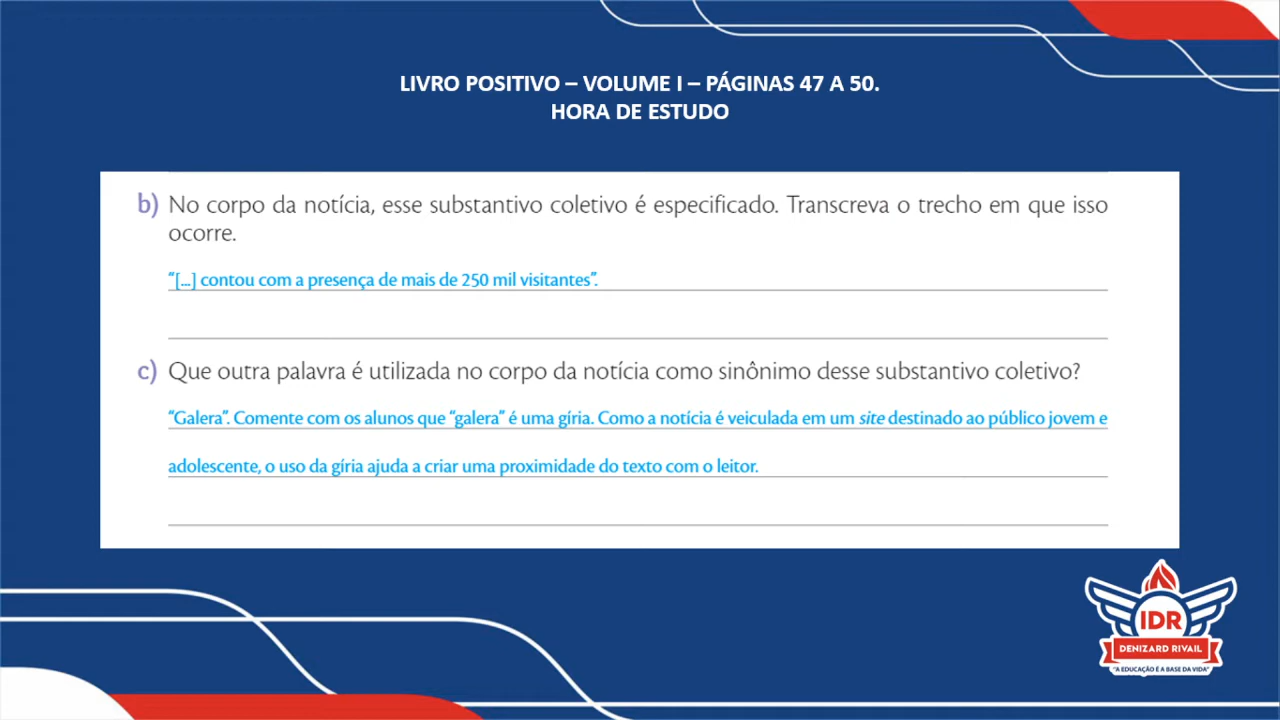 LIVRO POSITIVO – VOLUME I – PÁGINAS 47 A 50.
HORA DE ESTUDO
b) No corpo da notícia, esse substantivo coletivo é especificado. Transcreva o trecho em que isso
ocorre.
"[...] contou com a presença de mais de 250 mil visitantes".
c) Que outra palavra é utilizada no corpo da notícia como sinônimo desse substantivo coletivo?
"Galera". Comente com os alunos que "galera" é uma gíria. Como a notícia é veiculada em um site destinado ao público jovem e
adolescente, o uso da gíria ajuda a criar uma proximidade do texto com o leitor.
IDR
DENIZARD RIVAIL
"A EDUCAÇÃO É A BASE DA VIDA"